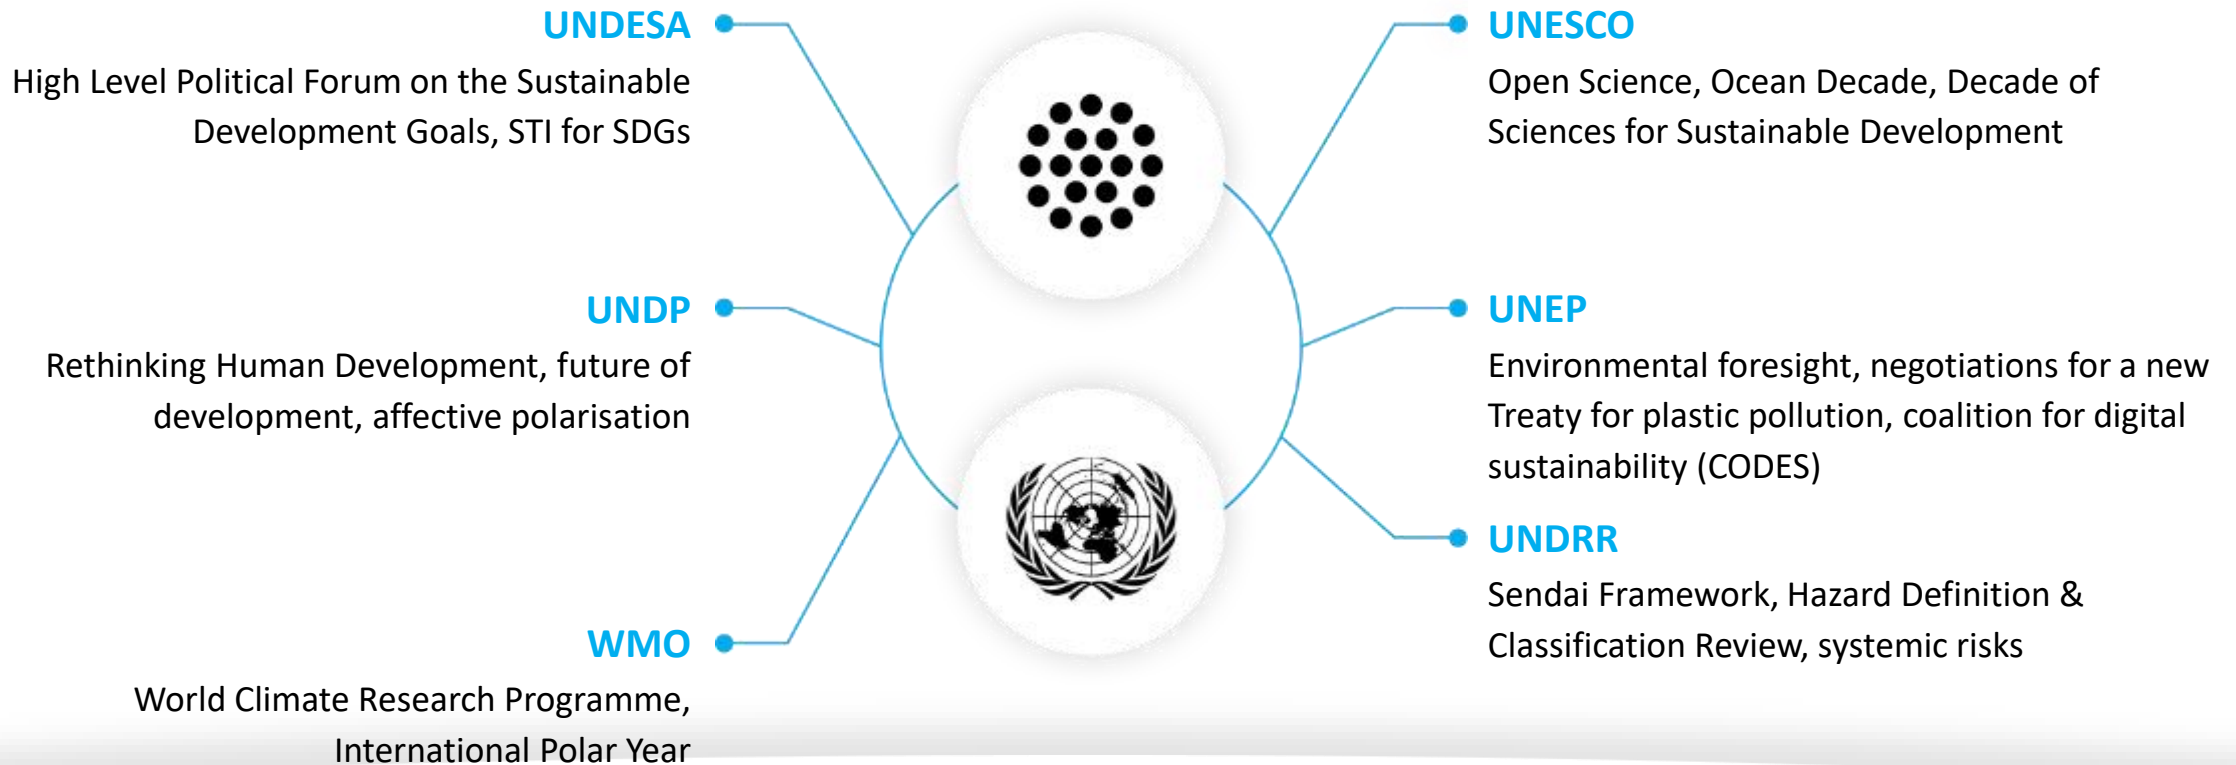 UNDESA
High Level Political Forum on the Sustainable
Development Goals, STI for SDGs
UNDP
Rethinking Human Development, future of
development, affective polarisation
WMO
World Climate Research Programme,
International Polar Year
UNESCO
Open Science, Ocean Decade, Decade of
Sciences for Sustainable Development
UNEP
Environmental foresight, negotiations for a new
Treaty for plastic pollution, coalition for digital
sustainability (CODES)
UNDRR
Sendai Framework, Hazard Definition &
Classification Review, systemic risks